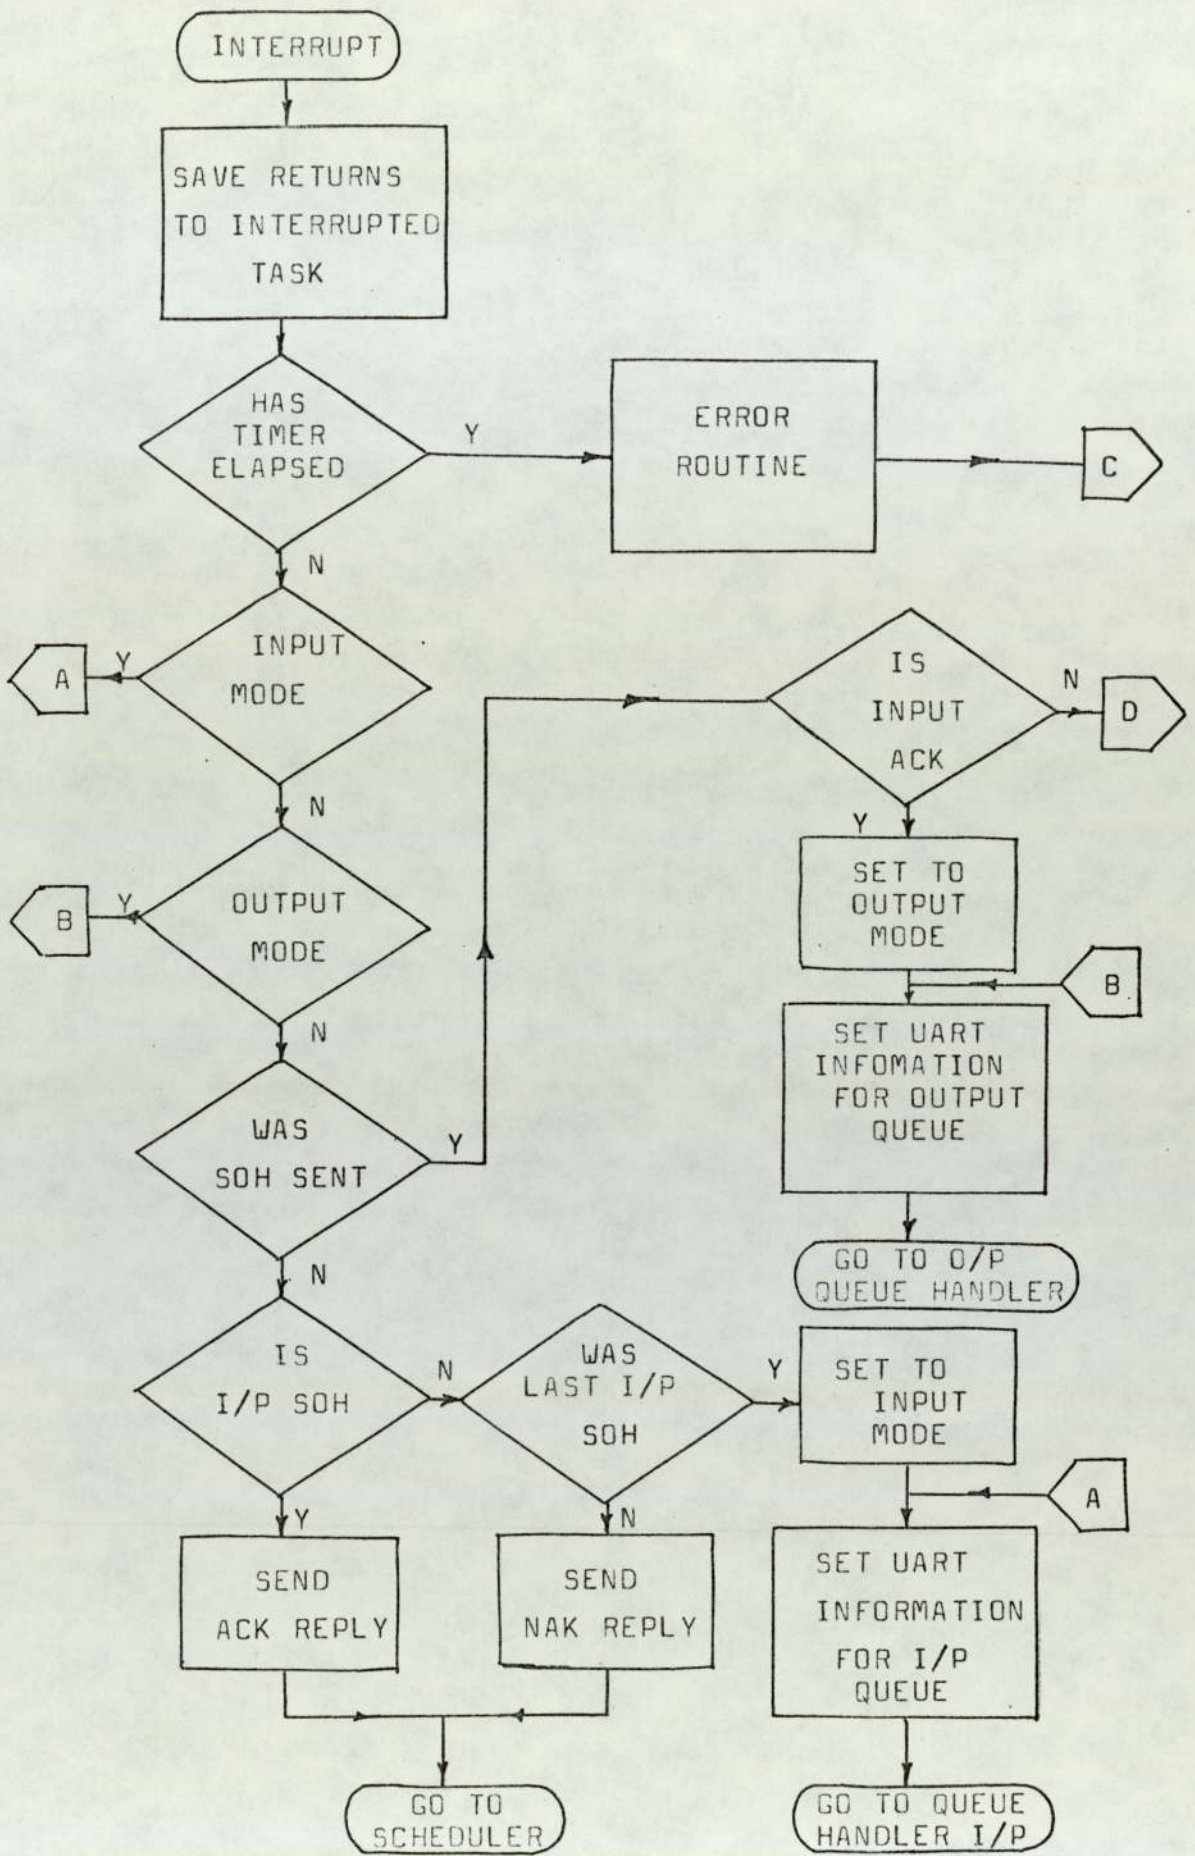 INTERRUPT
SAVE RETURNS
TO INTERRUPTED
TASK
HAS
TIMER
ELAPSED
Y
ERROR
ROUTINE
C
N
INPUT
MODE
Y
A
IS
INPUT
ACK
N
D
N
Y
OUTPUT
MODE
Y
B
SET TO
OUTPUT
MODE
B
N
SET UART
INFOMATION
FOR OUTPUT
QUEUE
WAS
SOH SENT
Y
N
GO TO O/P
QUEUE HANDLER
IS
I/P SOH
N
WAS
LAST I/P
SOH
Y
SET TO
INPUT
MODE
A
Y
N
SEND
ACK REPLY
SEND
NAK REPLY
SET UART
INFORMATION
FOR I/P
QUEUE
GO TO
SCHEDULER
GO TO QUEUE
HANDLER I/P